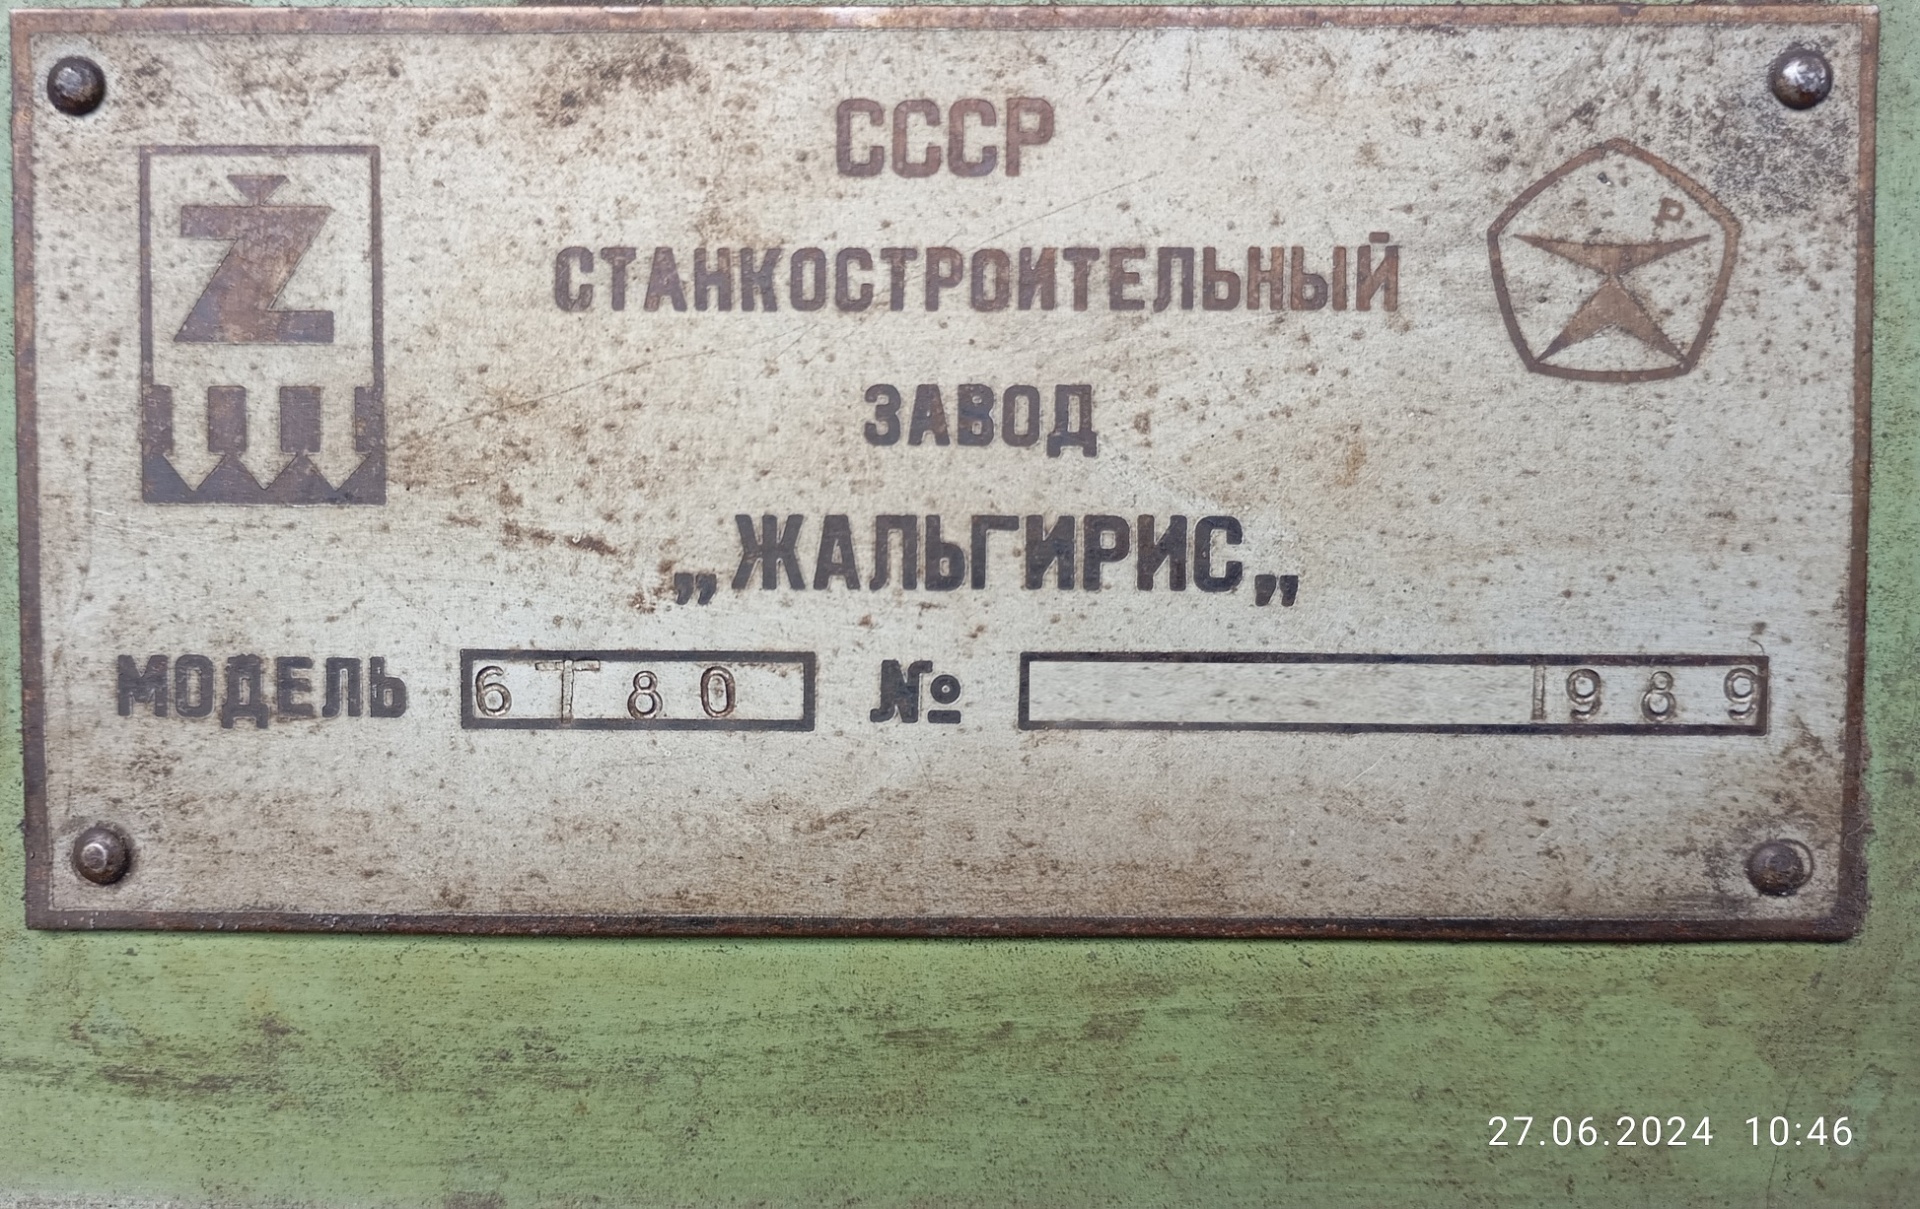 СССР
Ž
Р
СТАНКОСТРОИТЕЛЬНЫЙ
ЗАВОД
„ЖАЛЬГИРИС„
МОДЕЛЬ 6Т80 № 1989
27.06.2024 10:46